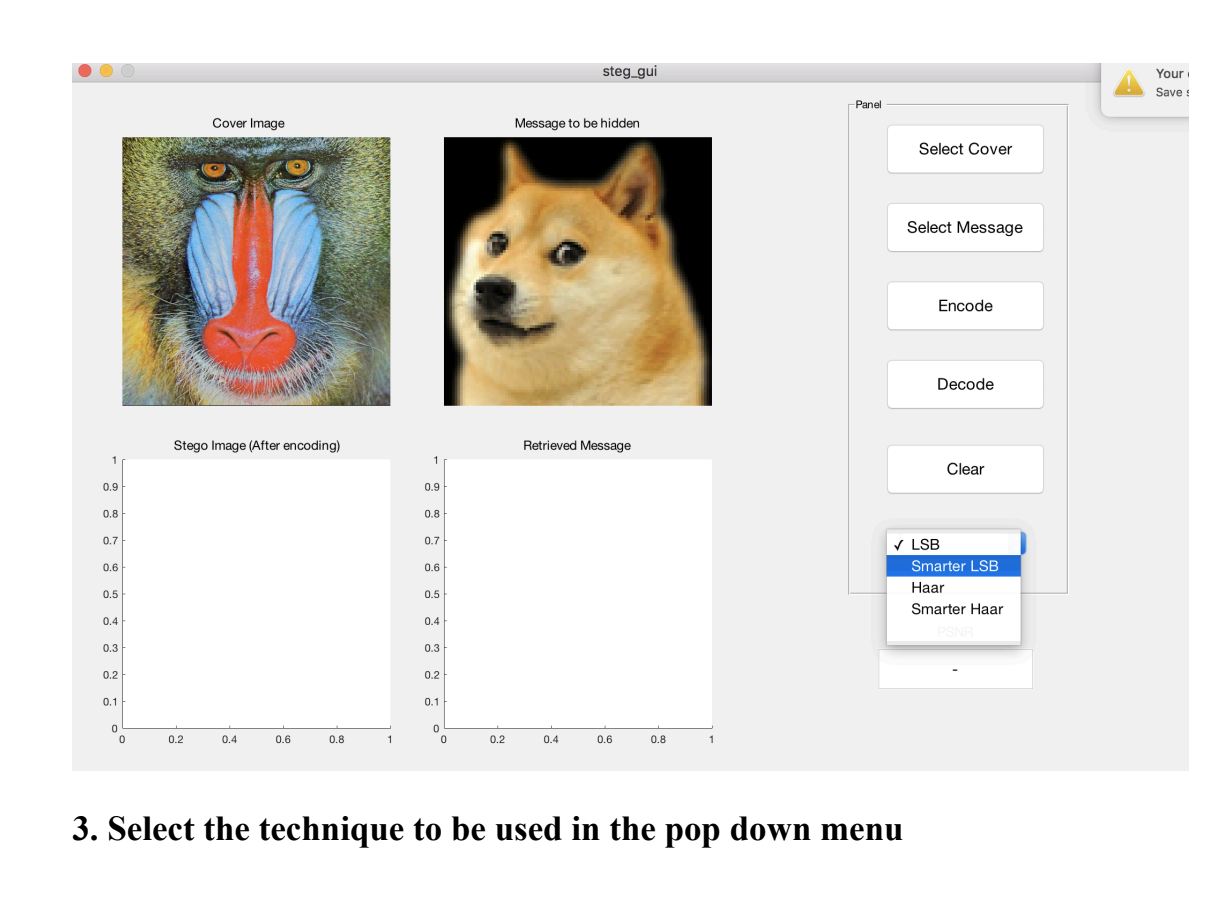 steg_gui
Your
Save
Panel
Cover Image
Message to be hidden
Select Cover
Select Message
Encode
Decode
Clear
Stego Image (After encoding)
Retrieved Message
1
0.9
0.8
0.7
0.6
0.5
0.4
0.3
0.2
0.1
0
0 0.2 0.4 0.6 0.8 1
1
0.9
0.8
0.7
0.6
0.5
0.4
0.3
0.2
0.1
0
0 0.2 0.4 0.6 0.8 1
✓ LSB
Smarter LSB
Haar
Smarter Haar
PSNR
-
3. Select the technique to be used in the pop down menu